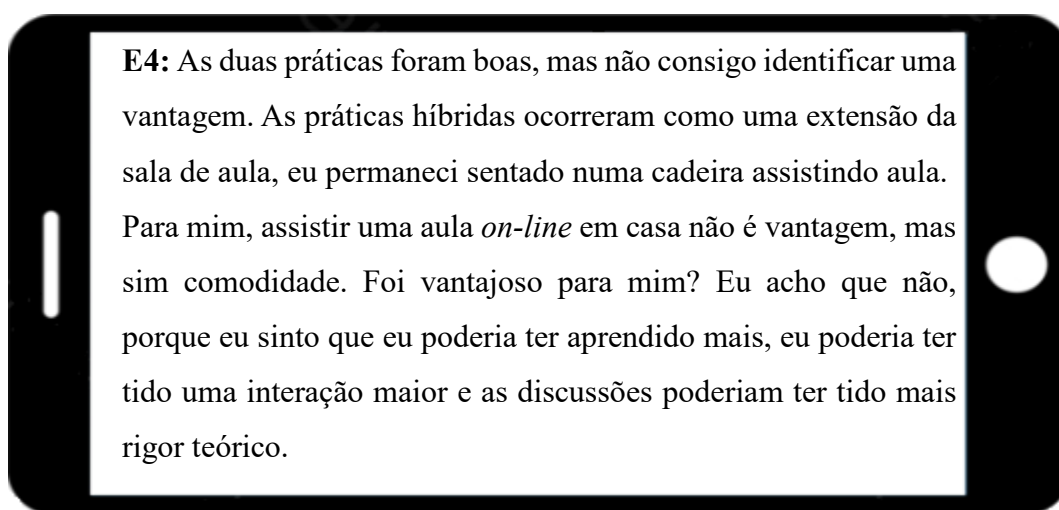 E4: As duas práticas foram boas, mas não consigo identificar uma
vantagem. As práticas híbridas ocorreram como uma extensão da
sala de aula, eu permaneci sentado numa cadeira assistindo aula.
Para mim, assistir uma aula on-line em casa não é vantagem, mas
sim comodidade. Foi vantajoso para mim? Eu acho que não,
porque eu sinto que eu poderia ter aprendido mais, eu poderia ter
tido uma interação maior e as discussões poderiam ter tido mais
rigor teórico.